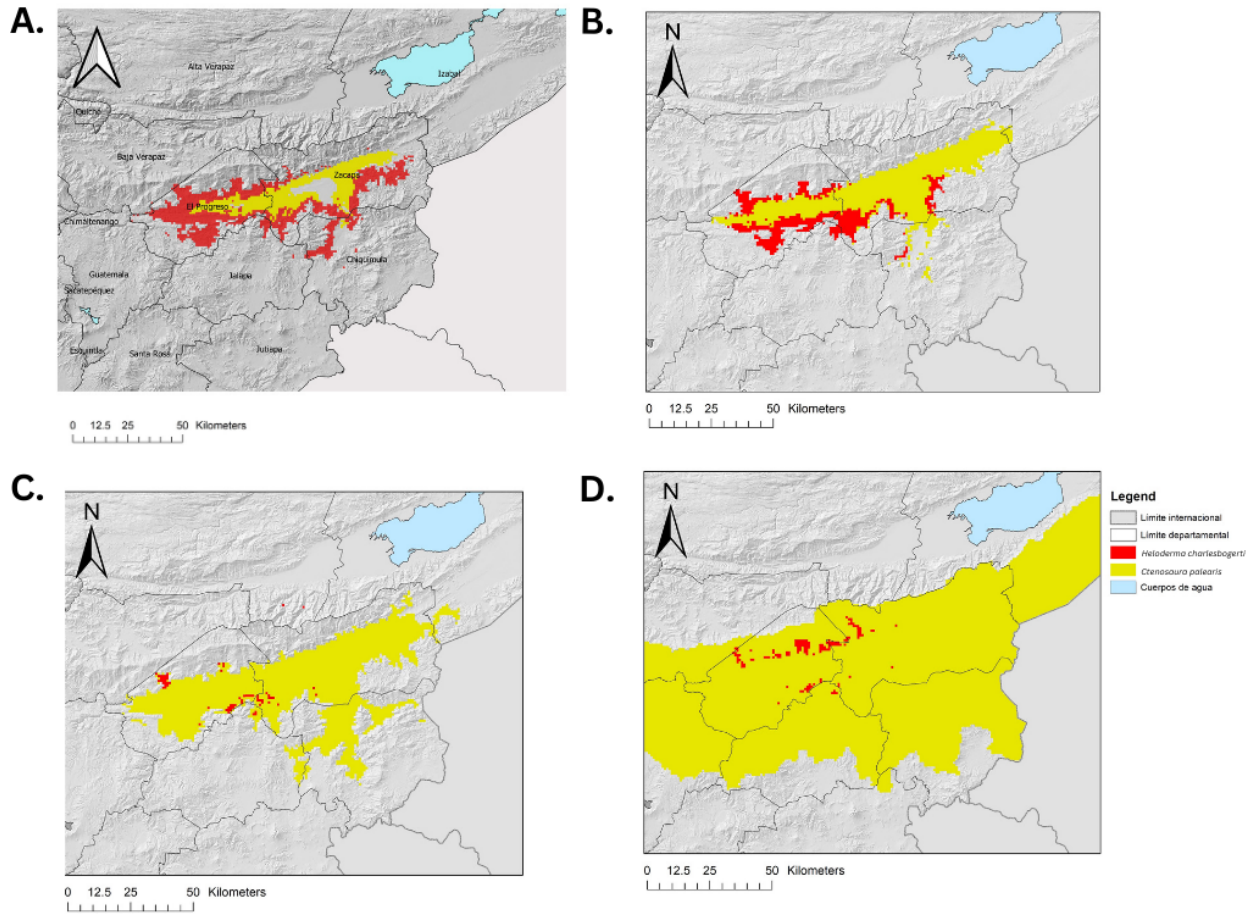 A.
Alta Verapaz
Izabal
Quiché
Baja Verapaz
Zacapa
El Progreso
Chimaltenango
Guatemala
Jalapa
Chiquimula
Sacatepéquez
Escuintla
Santa Rosa
Jutiapa
0 12.5 25 50 Kilometers
B.
N
0 12.5 25 50 Kilometers
C.
N
0 12.5 25 50 Kilometers
D.
N
Legend
Límite internacional
Límite departamental
Heloderma charlesbogerti
Ctenosaura palearis
Cuerpos de agua
0 12.5 25 50 Kilometers